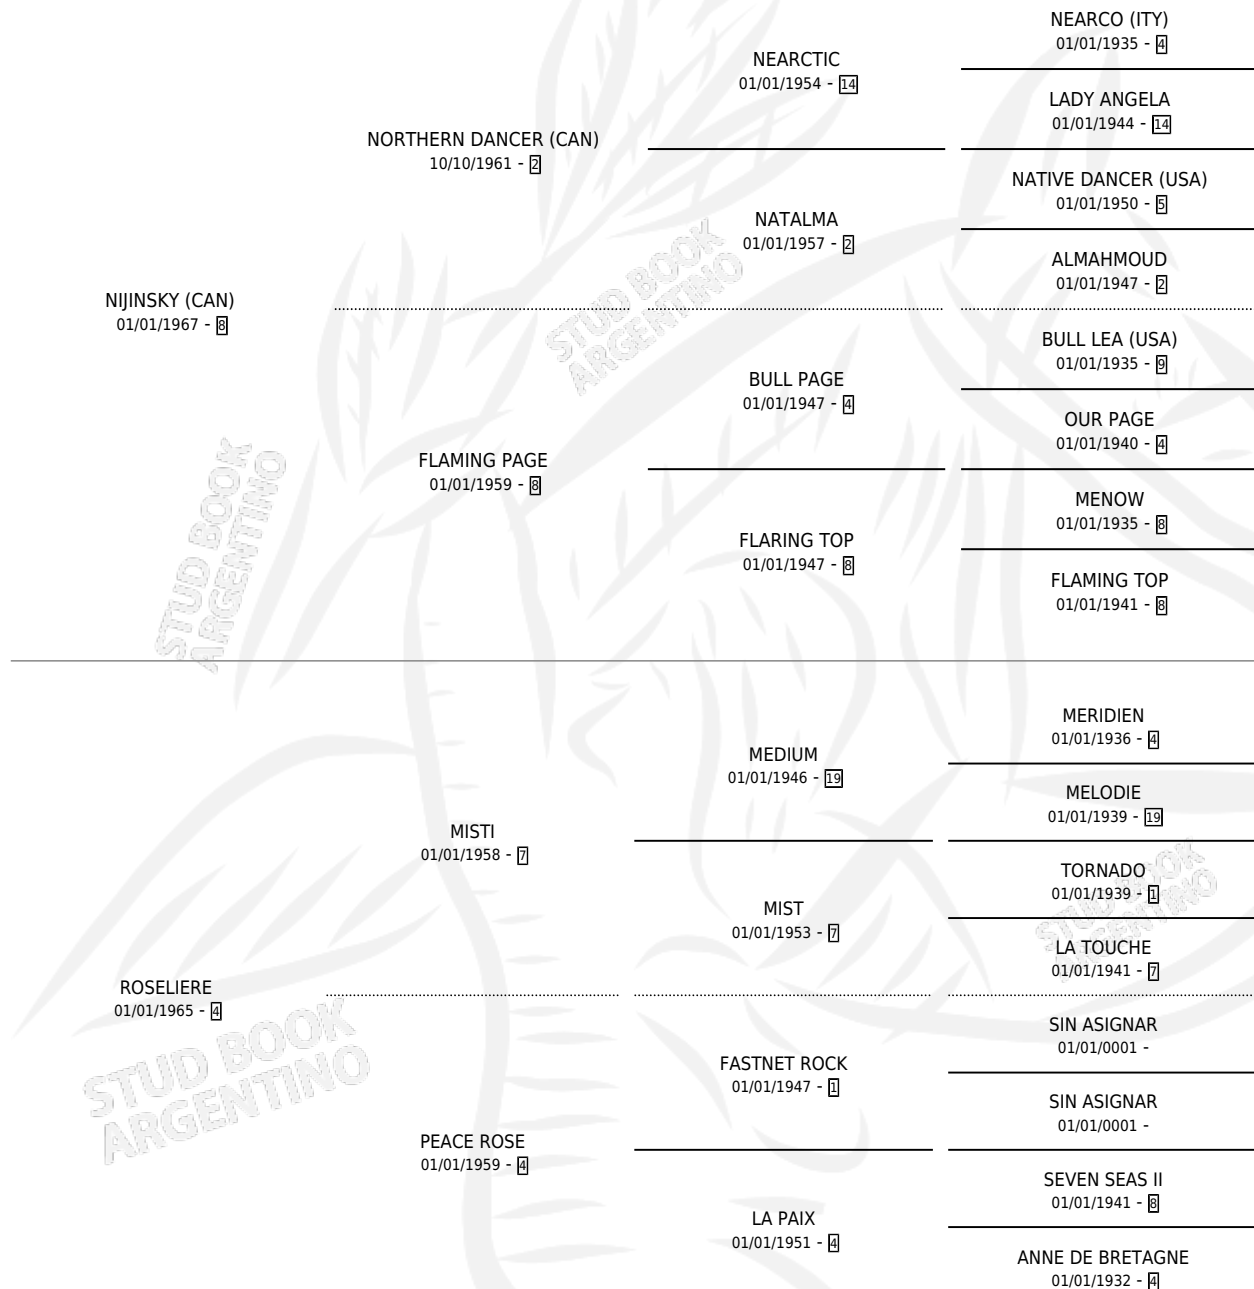 NEARCO (ITY)
01/01/1935 - 4
NEARCTIC
01/01/1954 - 14
LADY ANGELA
01/01/1944 - 14
NORTHERN DANCER (CAN)
10/10/1961 - 2
NATIVE DANCER (USA)
01/01/1950 - 5
NATALMA
01/01/1957 - 2
ALMAHMOUD
01/01/1947 - 2
NIJINSKY (CAN)
01/01/1967 - 8
BULL LEA (USA)
01/01/1935 - 9
BULL PAGE
01/01/1947 - 4
OUR PAGE
01/01/1940 - 4
FLAMING PAGE
01/01/1959 - 8
MENOW
01/01/1935 - 8
FLARING TOP
01/01/1947 - 8
FLAMING TOP
01/01/1941 - 8
MERIDIEN
01/01/1936 - 4
MEDIUM
01/01/1946 - 19
MELODIE
01/01/1939 - 19
MISTI
01/01/1958 - 7
TORNADO
01/01/1939 - 1
MIST
01/01/1953 - 7
LA TOUCHE
01/01/1941 - 7
ROSELIERE
01/01/1965 - 4
SIN ASIGNAR
01/01/0001 -
FASTNET ROCK
01/01/1947 - 1
SIN ASIGNAR
01/01/0001 -
PEACE ROSE
01/01/1959 - 4
SEVEN SEAS II
01/01/1941 - 8
LA PAIX
01/01/1951 - 4
ANNE DE BRETAGNE
01/01/1932 - 4
STUD BOOK
ARGENTINO
STUD BOOK
ARGENTINO
STUD BOOK
ARGENTINO
STUD BOOK
ARGENTINO